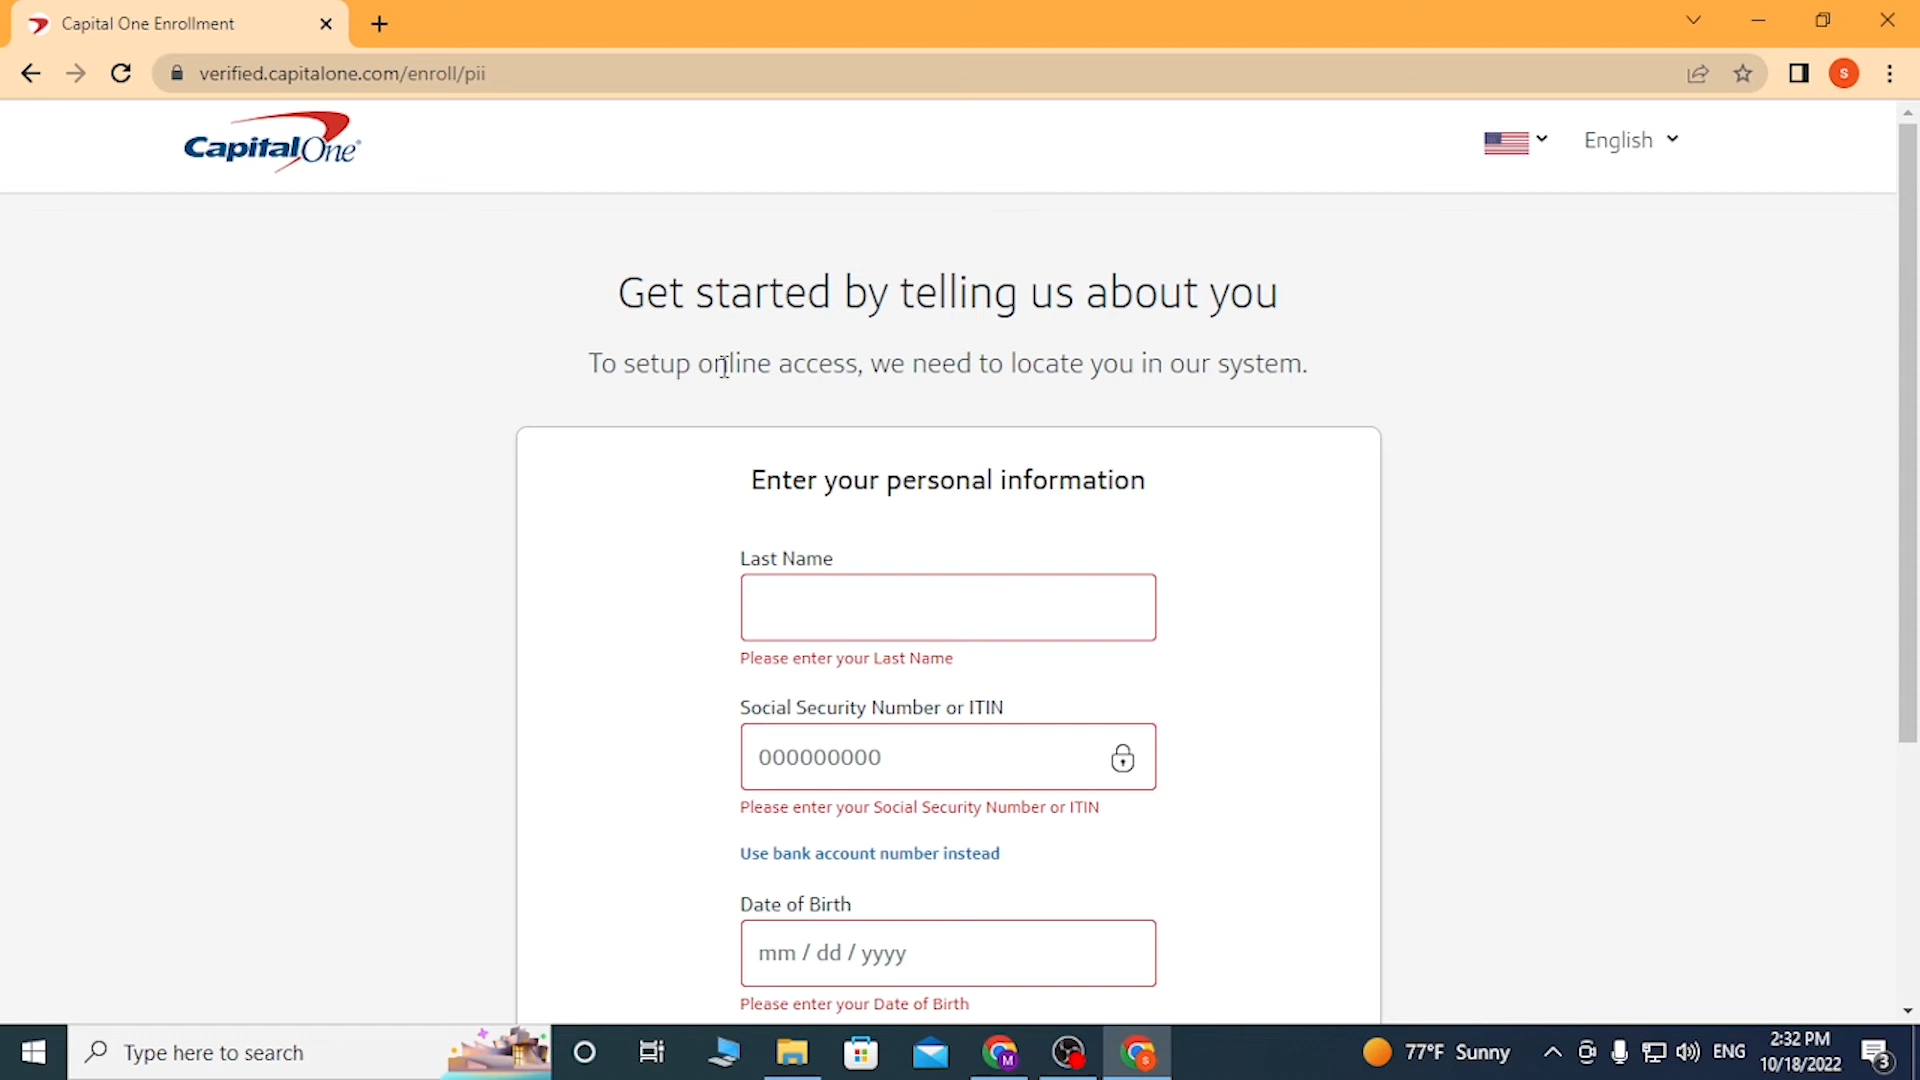 Capital One Enrollment
verified.capitalone.com/enroll/pii
S
Capital One
English
Get started by telling us about you
To setup online access, we need to locate you in our system.
Enter your personal information
Last Name
Please enter your Last Name
Social Security Number or ITIN
000000000
Please enter your Social Security Number or ITIN
Use bank account number instead
Date of Birth
mm / dd / yyyy
Please enter your Date of Birth
Type here to search
M
S
77°F Sunny
ENG
2:32 PM
10/18/2022
3